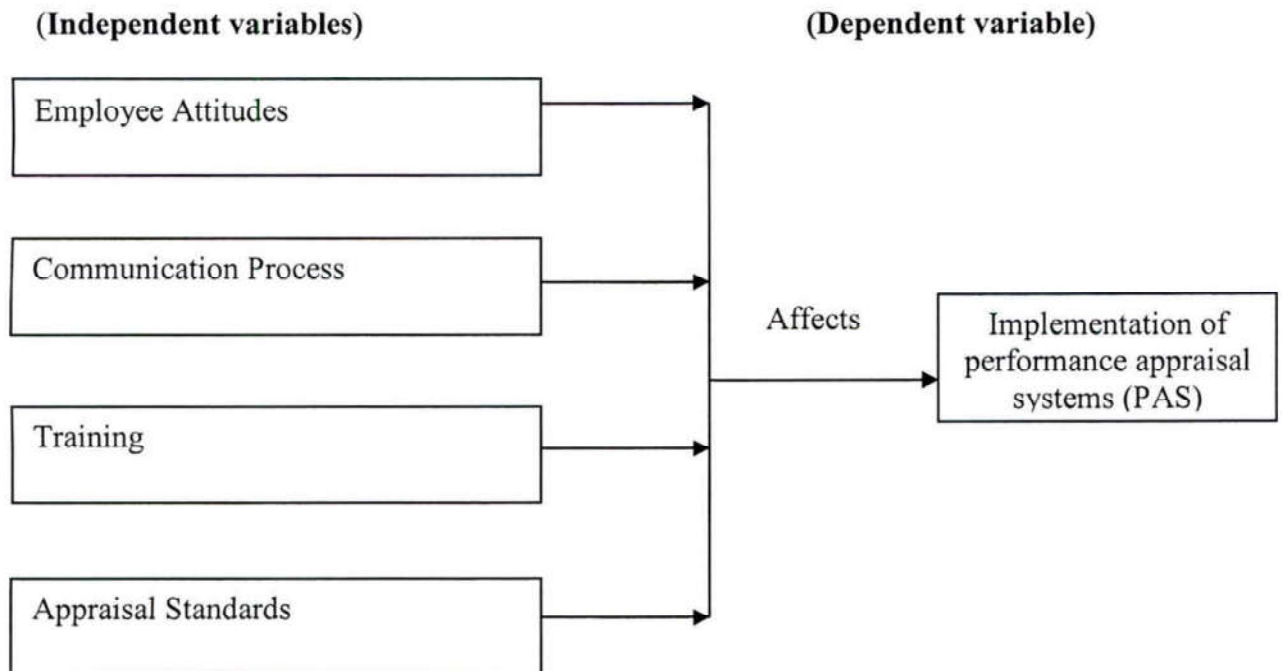 (Independent variables)
(Dependent variable)
Employee Attitudes
Communication Process
Affects
Implementation of
performance appraisal
systems (PAS)
Training
Appraisal Standards